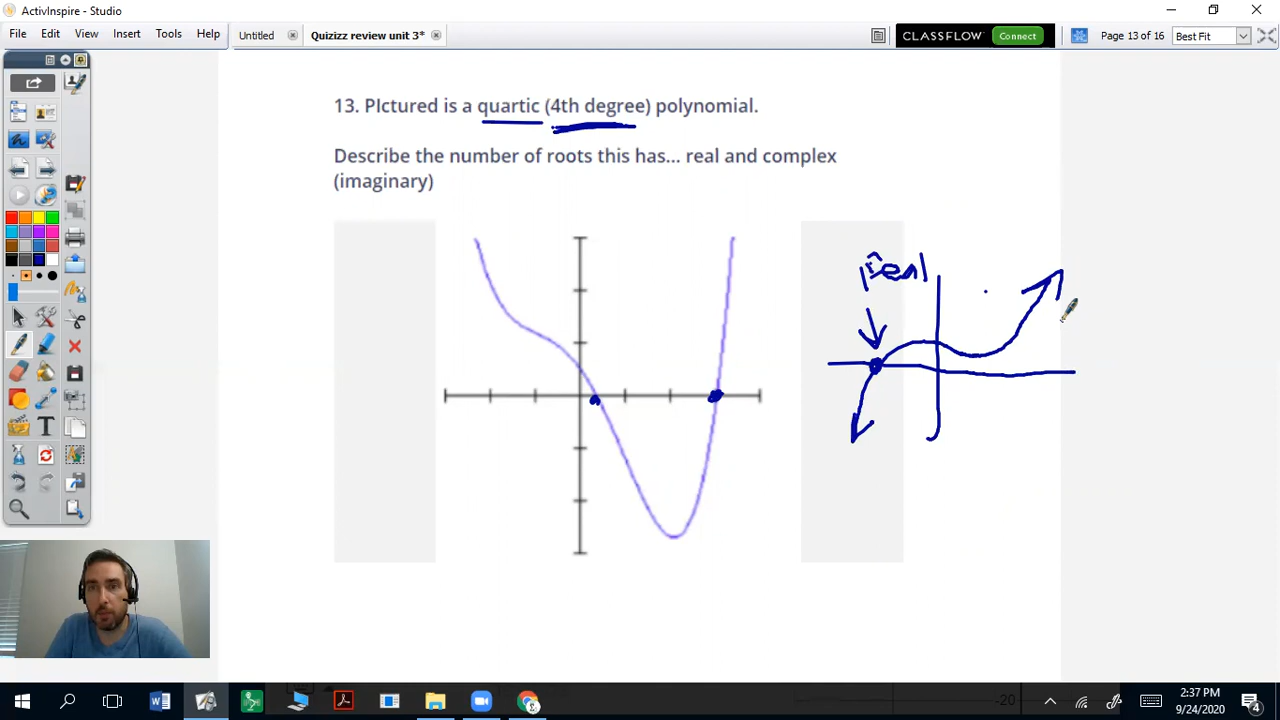 ActivInspire - Studio
File Edit View Insert Tools Help Untitled Quizizz review unit 3* CLASSFLOW Connect Page 13 of 16 Best Fit
13. PIctured is a quartic (4th degree) polynomial.
Describe the number of roots this has... real and complex
(imaginary)
Real
-20
2:37 PM
9/24/2020
4